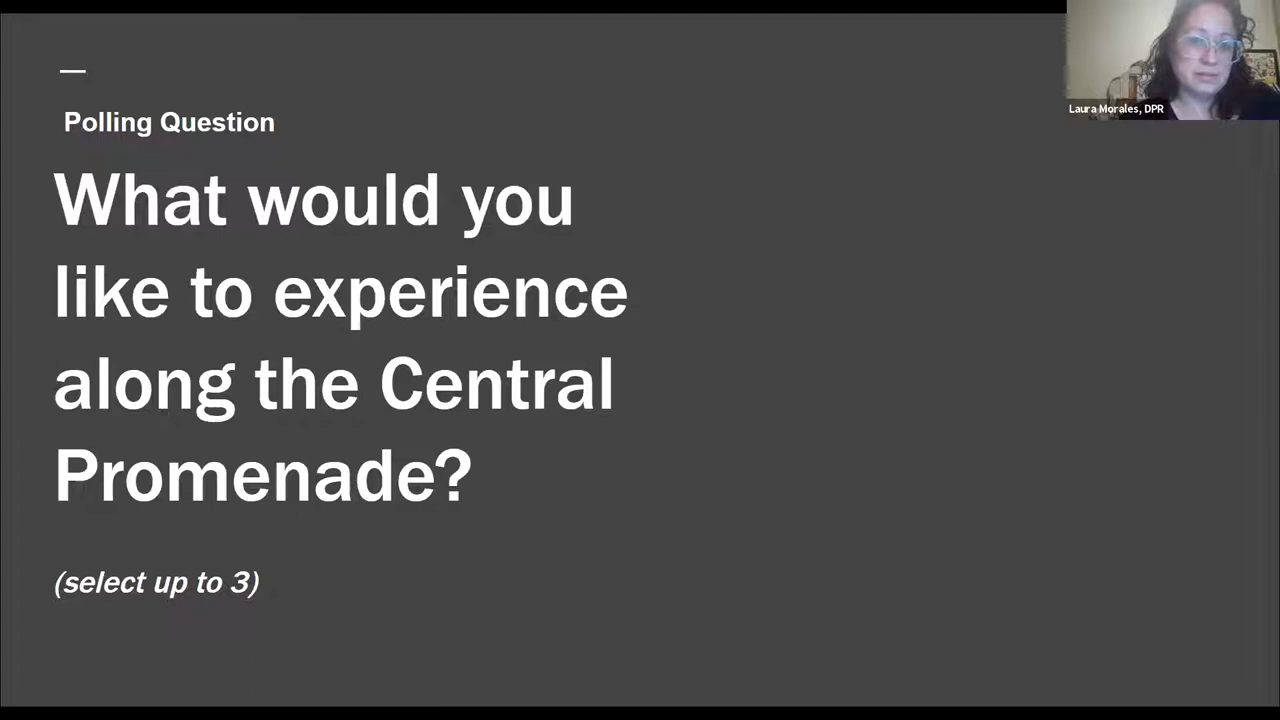 Polling Question
What would you
like to experience
along the Central
Promenade?
(select up to 3)
Laura Morales, DPR